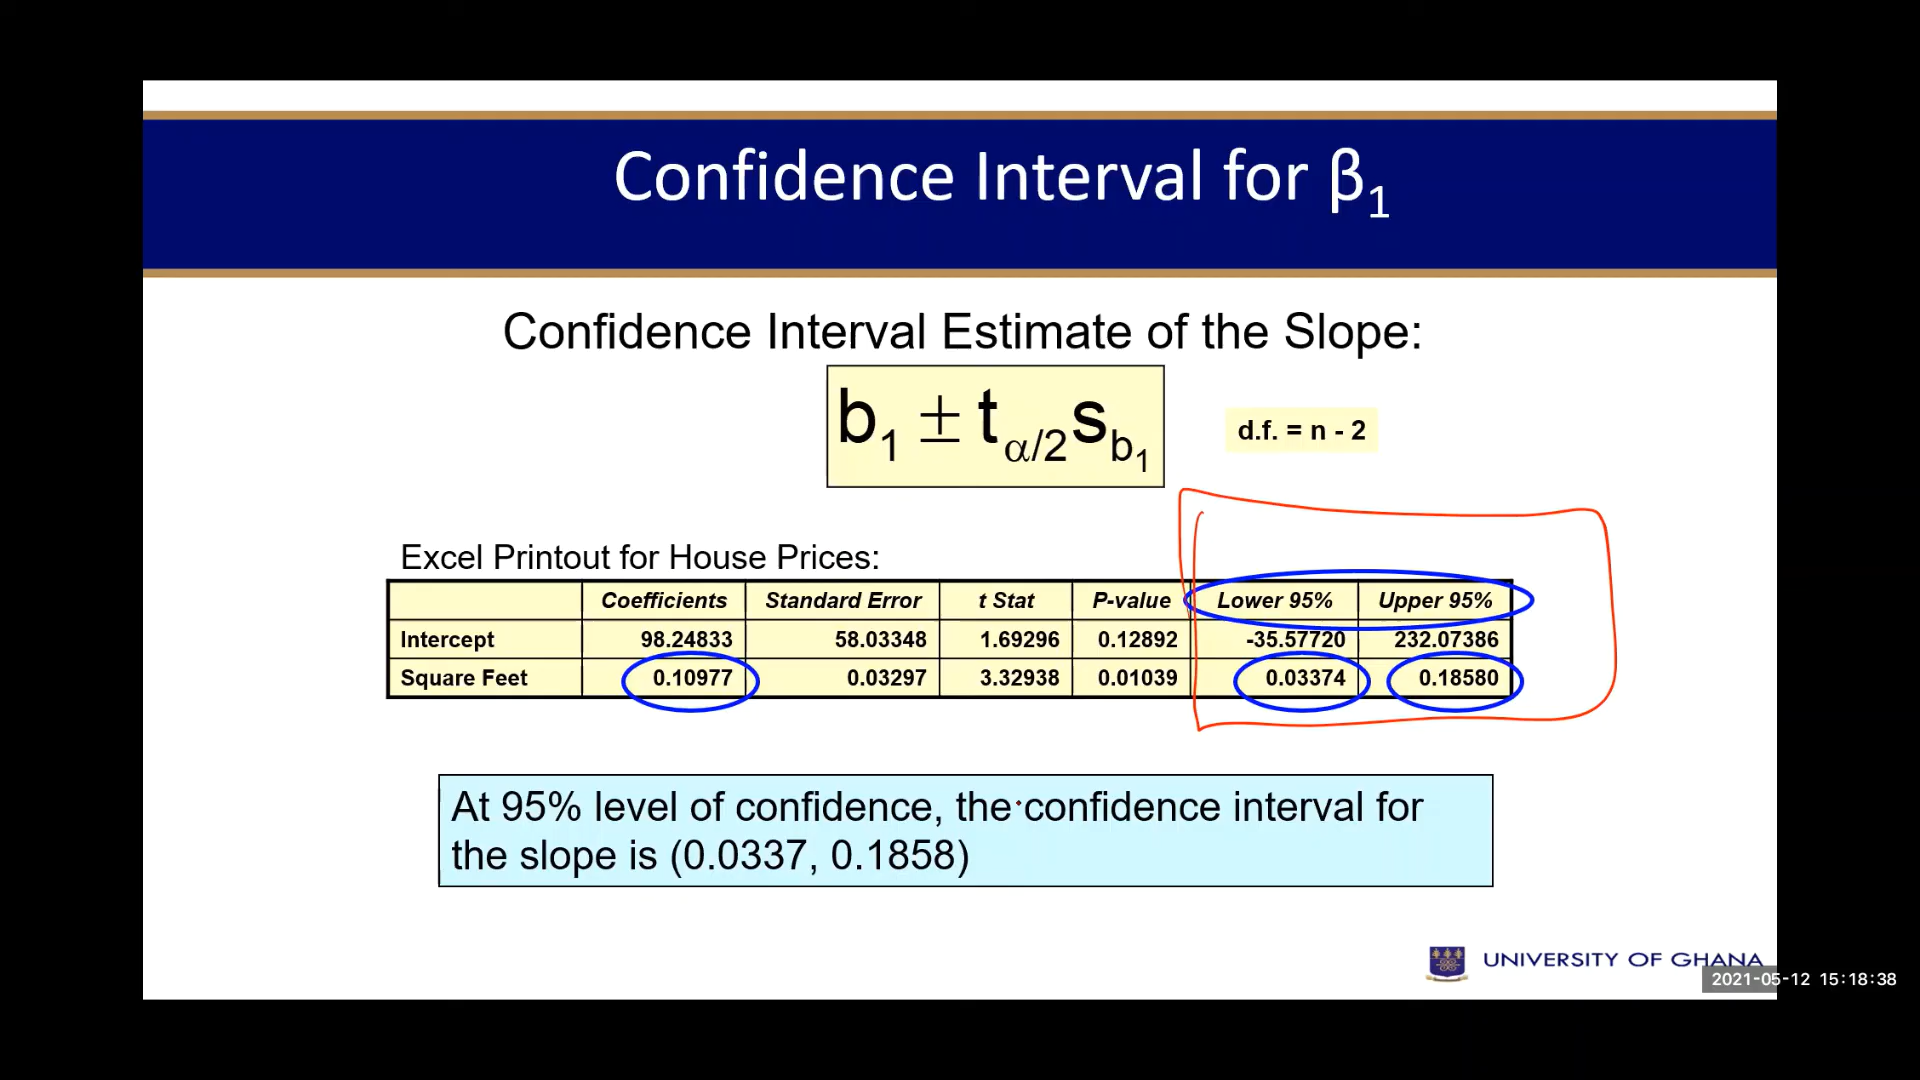 Confidence Interval for β₁
Confidence Interval Estimate of the Slope:
b₁ ± t α/2 s b₁
d.f. = n - 2
Excel Printout for House Prices:
Coefficients Standard Error t Stat P-value Lower 95% Upper 95%
Intercept 98.24833 58.03348 1.69296 0.12892 -35.57720 232.07386
Square Feet 0.10977 0.03297 3.32938 0.01039 0.03374 0.18580
At 95% level of confidence, the confidence interval for
the slope is (0.0337, 0.1858)
UNIVERSITY OF GHANA
2021-05-12 15:18:38